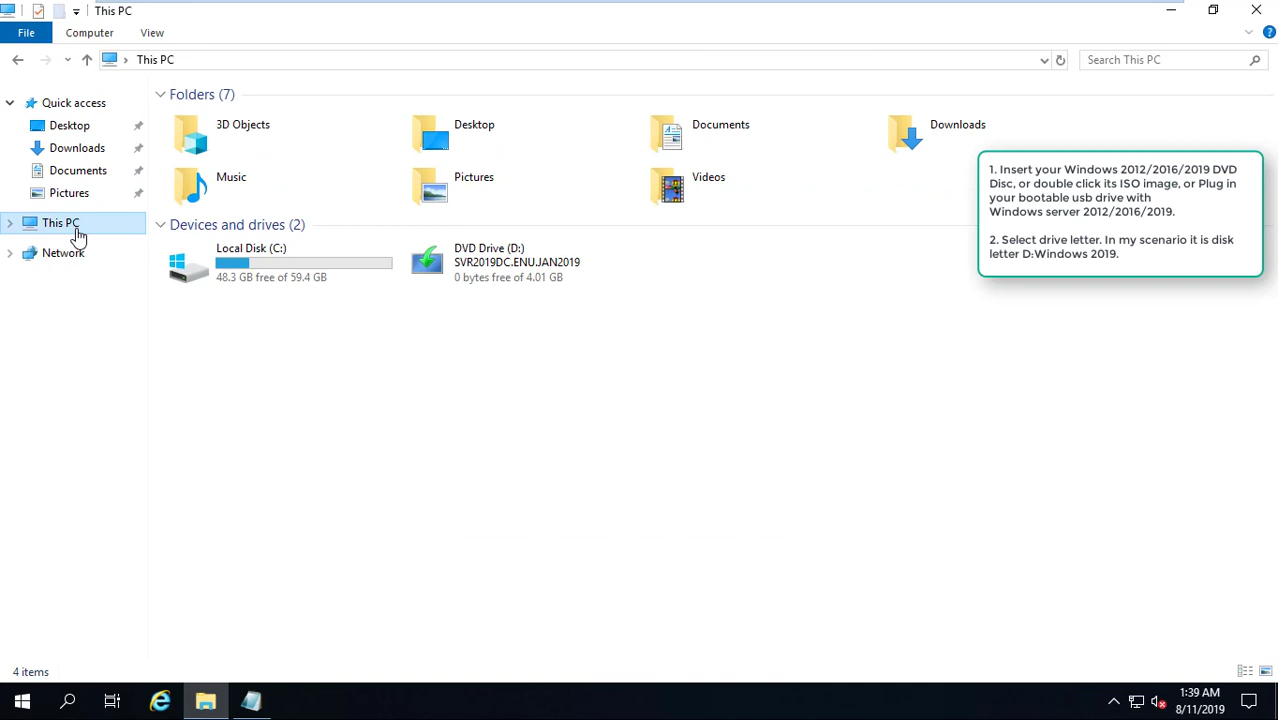 This PC
File Computer View
This PC
Search This PC
Quick access
Desktop
Downloads
Documents
Pictures
This PC
Network
Folders (7)
3D Objects
Desktop
Documents
Downloads
Music
Pictures
Videos
Devices and drives (2)
Local Disk (C:)
48.3 GB free of 59.4 GB
DVD Drive (D:)
SVR2019DC.ENU.JAN2019
0 bytes free of 4.01 GB
1. Insert your Windows 2012/2016/2019 DVD
Disc, or double click its ISO image, or Plug in
your bootable usb drive with
Windows server 2012/2016/2019.
2. Select drive letter. In my scenario it is disk
letter D:Windows 2019.
4 items
1:39 AM
8/11/2019